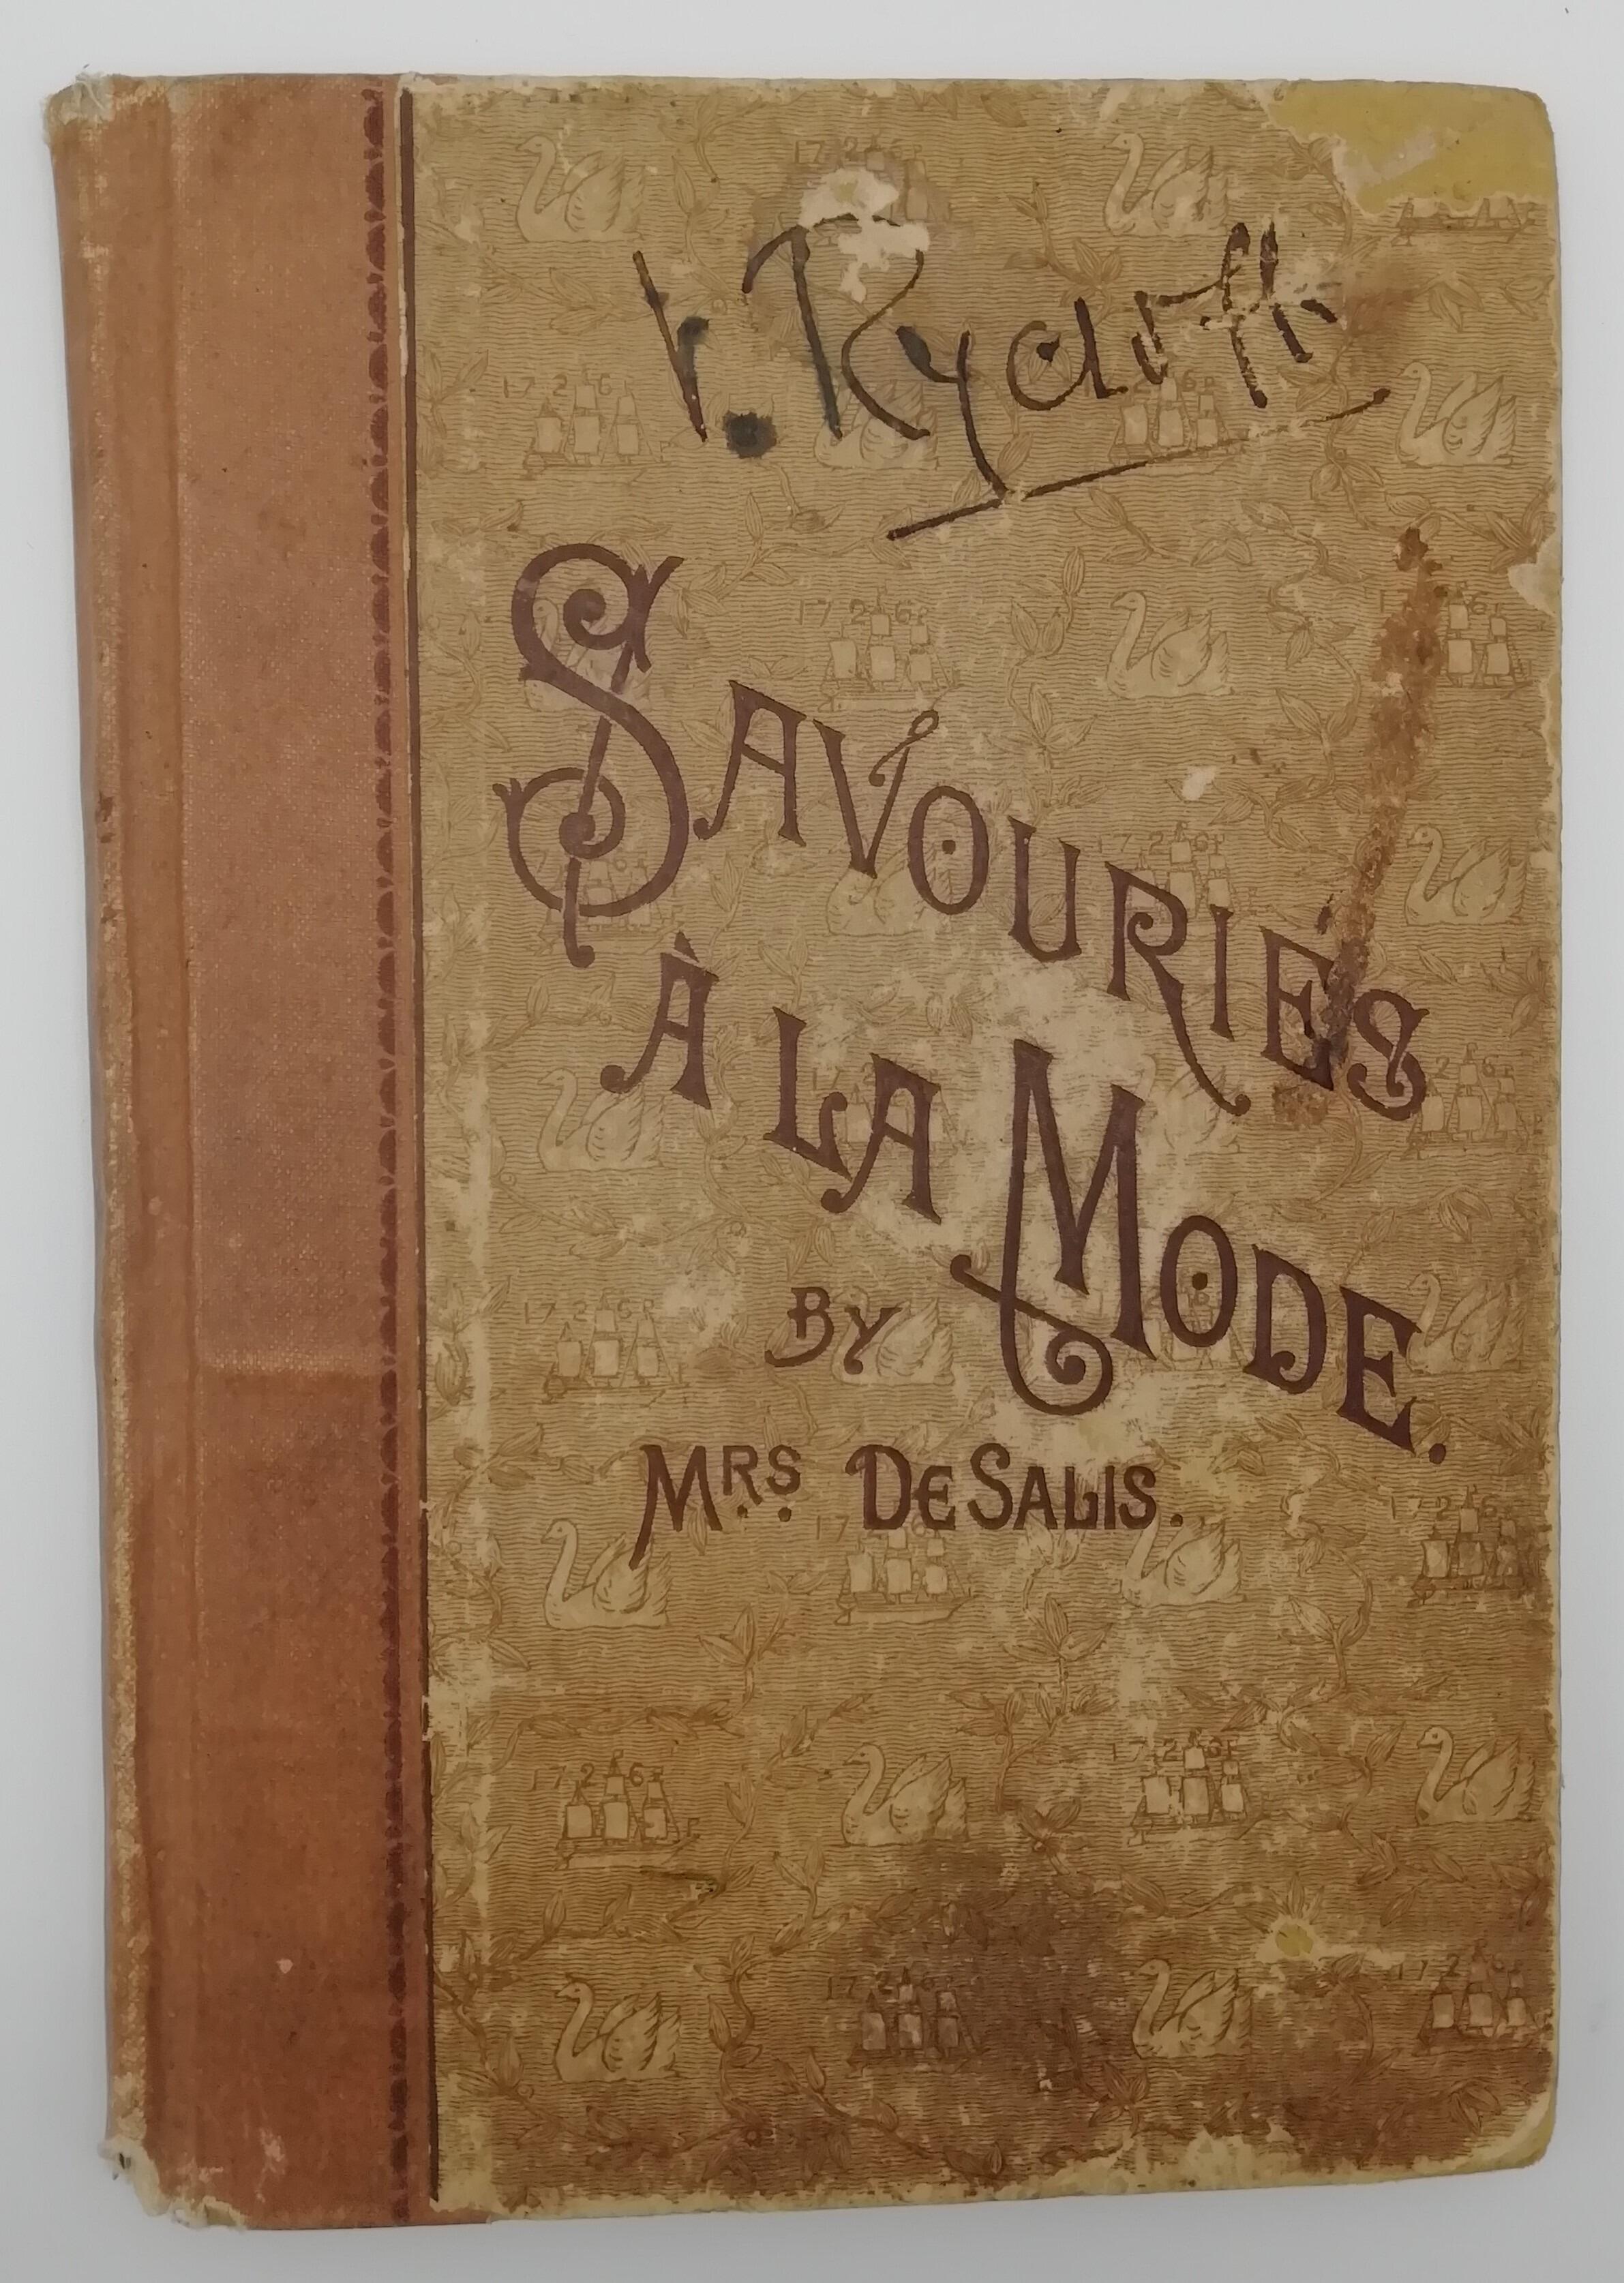 SAVOURIES
À LA MODE.
BY
MRS. DE SALIS.